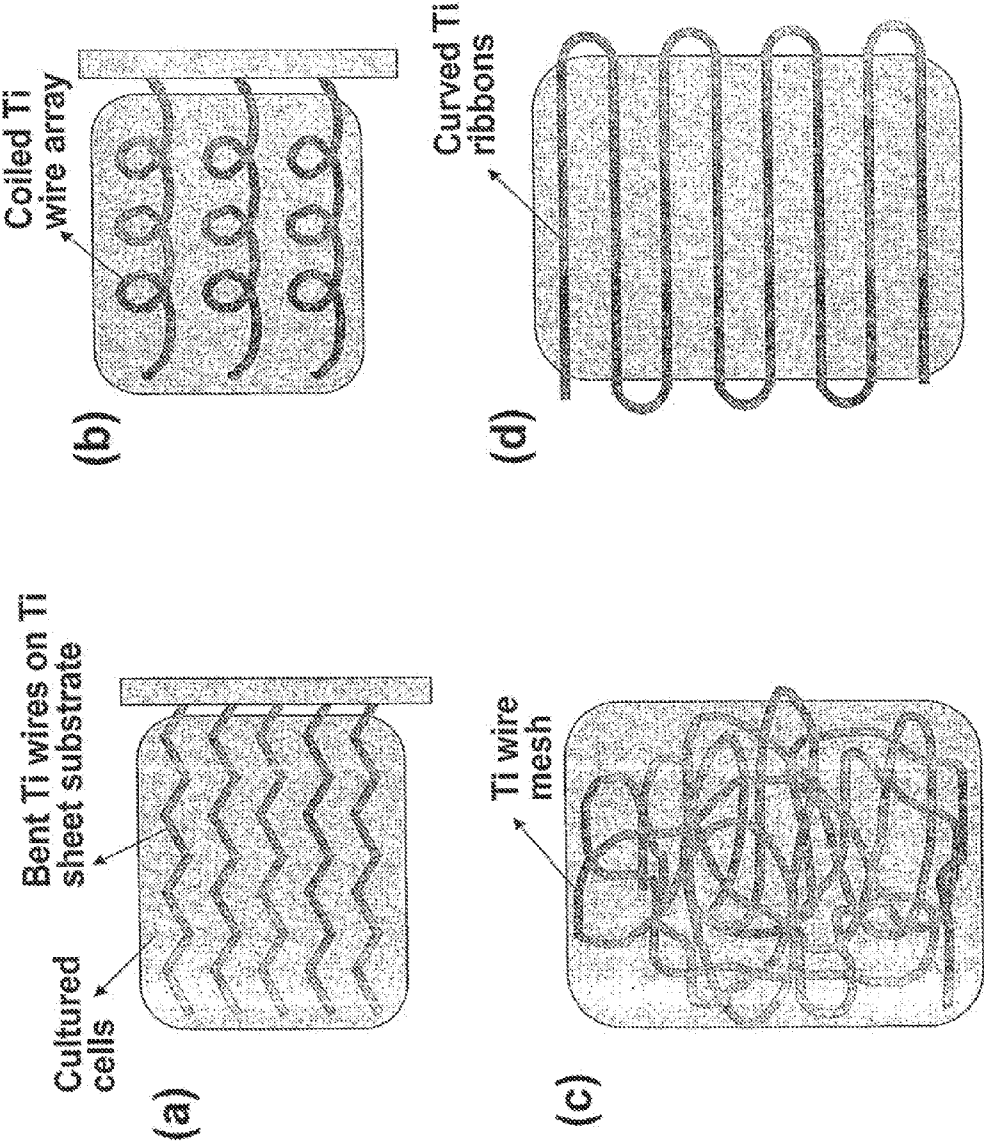 (a)
Cultured
cells
Bent Ti wires on Ti
sheet substrate
(b)
Coiled Ti
wire array
(c)
Ti wire
mesh
(d)
Curved Ti
ribbons